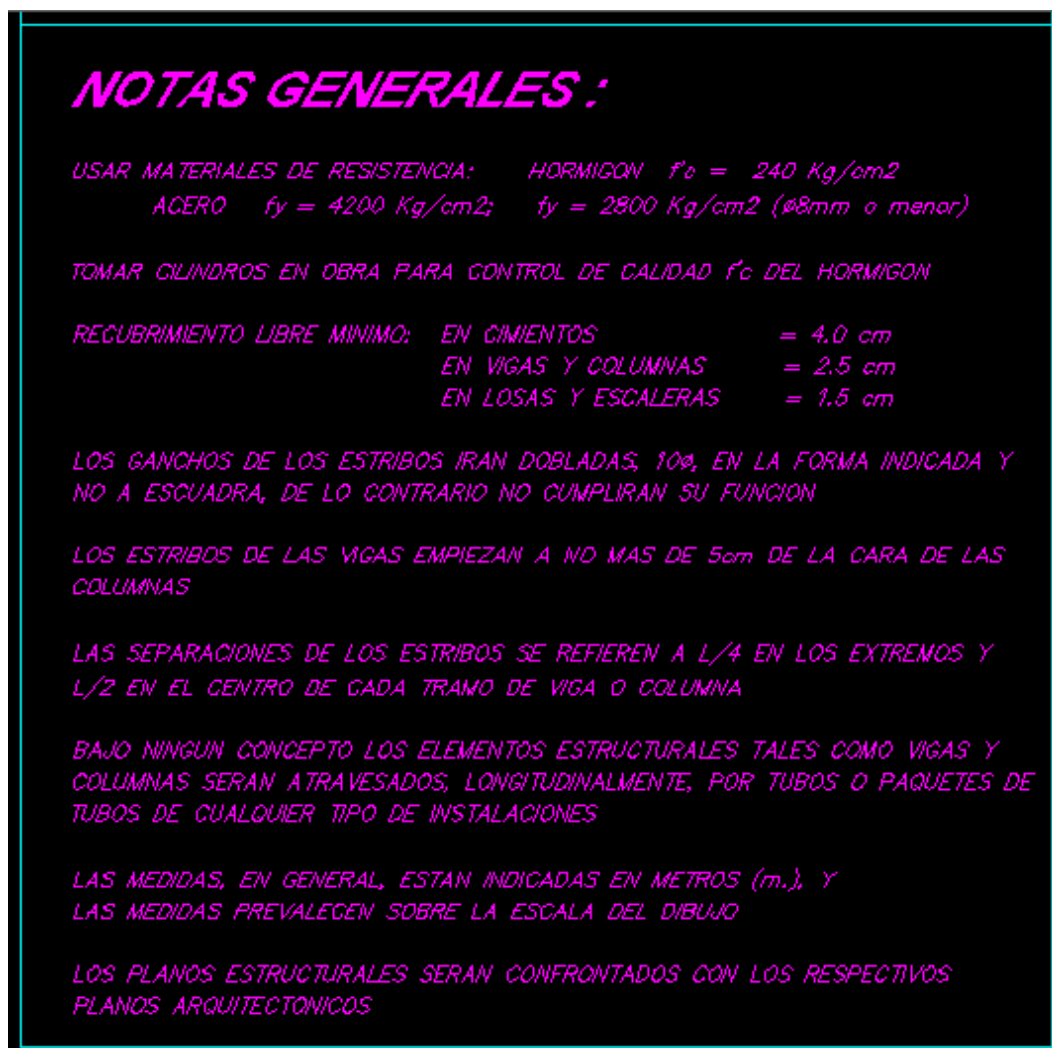 NOTAS GENERALES :
USAR MATERIALES DE RESISTENCIA: HORMIGON f'c = 240 Kg/cm2
ACERO fy = 4200 Kg/cm2; fy = 2800 Kg/cm2 (ø8mm o menor)
TOMAR CILINDROS EN OBRA PARA CONTROL DE CALIDAD f'c DEL HORMIGON
RECUBRIMIENTO LIBRE MINIMO: EN CIMIENTOS = 4.0 cm
EN VIGAS Y COLUMNAS = 2.5 cm
EN LOSAS Y ESCALERAS = 1.5 cm
LOS GANCHOS DE LOS ESTRIBOS IRAN DOBLADAS, 10ø, EN LA FORMA INDICADA Y
NO A ESCUADRA, DE LO CONTRARIO NO CUMPLIRAN SU FUNCION
LOS ESTRIBOS DE LAS VIGAS EMPIEZAN A NO MAS DE 5cm DE LA CARA DE LAS
COLUMNAS
LAS SEPARACIONES DE LOS ESTRIBOS SE REFIEREN A L/4 EN LOS EXTREMOS Y
L/2 EN EL CENTRO DE CADA TRAMO DE VIGA O COLUMNA
BAJO NINGUN CONCEPTO LOS ELEMENTOS ESTRUCTURALES TALES COMO VIGAS Y
COLUMNAS SERAN ATRAVESADOS, LONGITUDINALMENTE, POR TUBOS O PAQUETES DE
TUBOS DE CUALQUIER TIPO DE INSTALACIONES
LAS MEDIDAS, EN GENERAL, ESTAN INDICADAS EN METROS (m.), Y
LAS MEDIDAS PREVALECEN SOBRE LA ESCALA DEL DIBUJO
LOS PLANOS ESTRUCTURALES SERAN CONFRONTADOS CON LOS RESPECTIVOS
PLANOS ARQUITECTONICOS